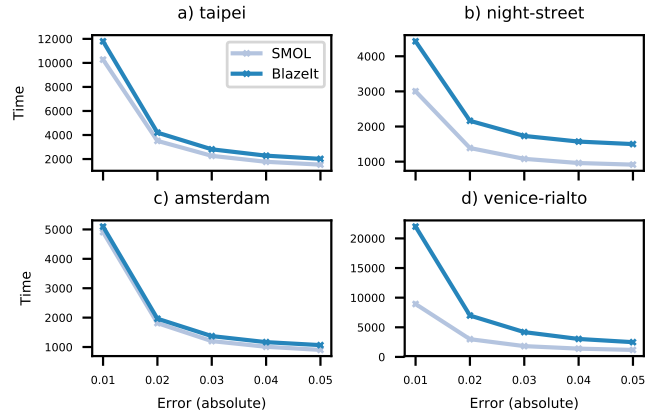 a) taipei
12000
10000
8000
6000
4000
2000
Time
SMOL
BlazeIt
b) night-street
4000
3000
2000
1000
c) amsterdam
5000
4000
3000
2000
1000
Time
0.01 0.02 0.03 0.04 0.05
Error (absolute)
d) venice-rialto
20000
15000
10000
5000
0
0.01 0.02 0.03 0.04 0.05
Error (absolute)